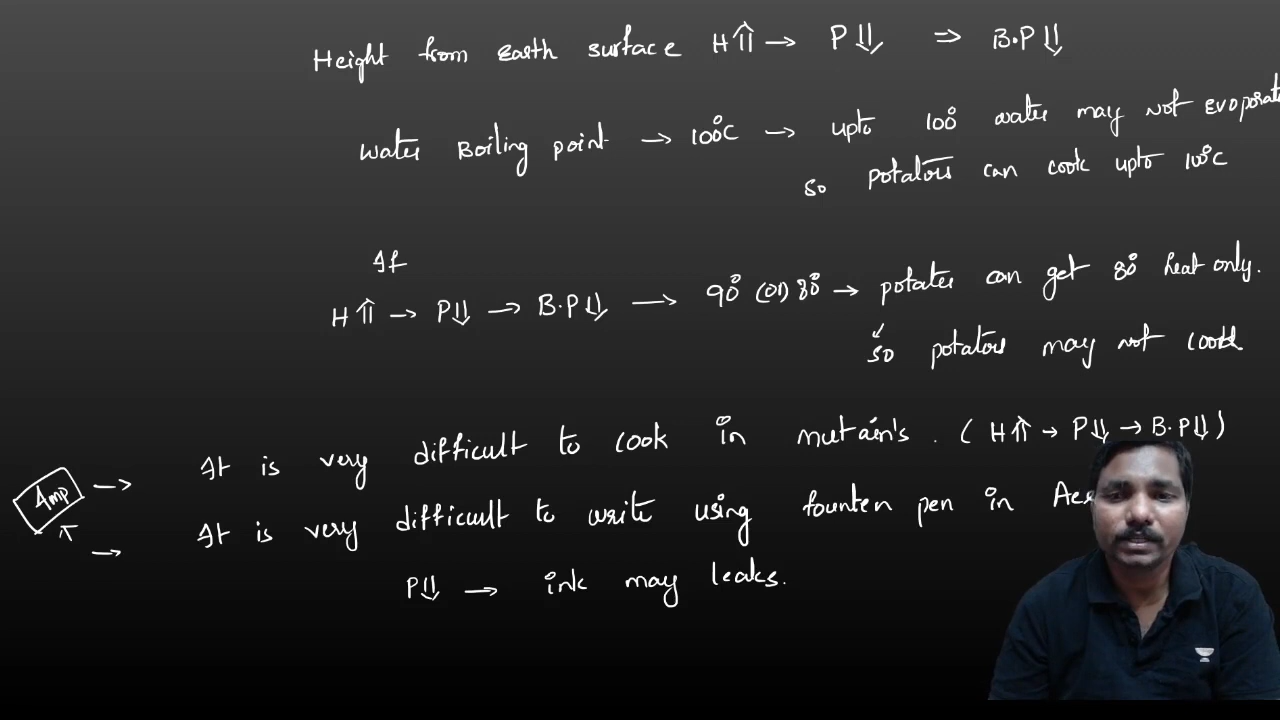 Height from earth surface H⇑ → P⇓ ⇒ B.P⇓
water Boiling point → 100°C → upto 100° water may not evoporate
so potatoes can cook upto 100°C
If
H⇑ → P⇓ → B.P⇓ → 90° (or) 80° → potatos can get 80° heat only.
so potatoes may not cook
It is very difficult to cook in mutain's. (H⇑ → P⇓ → B.P⇓)
Imp →
→ It is very difficult to write using founten pen in
P⇓ → ink may leaks.